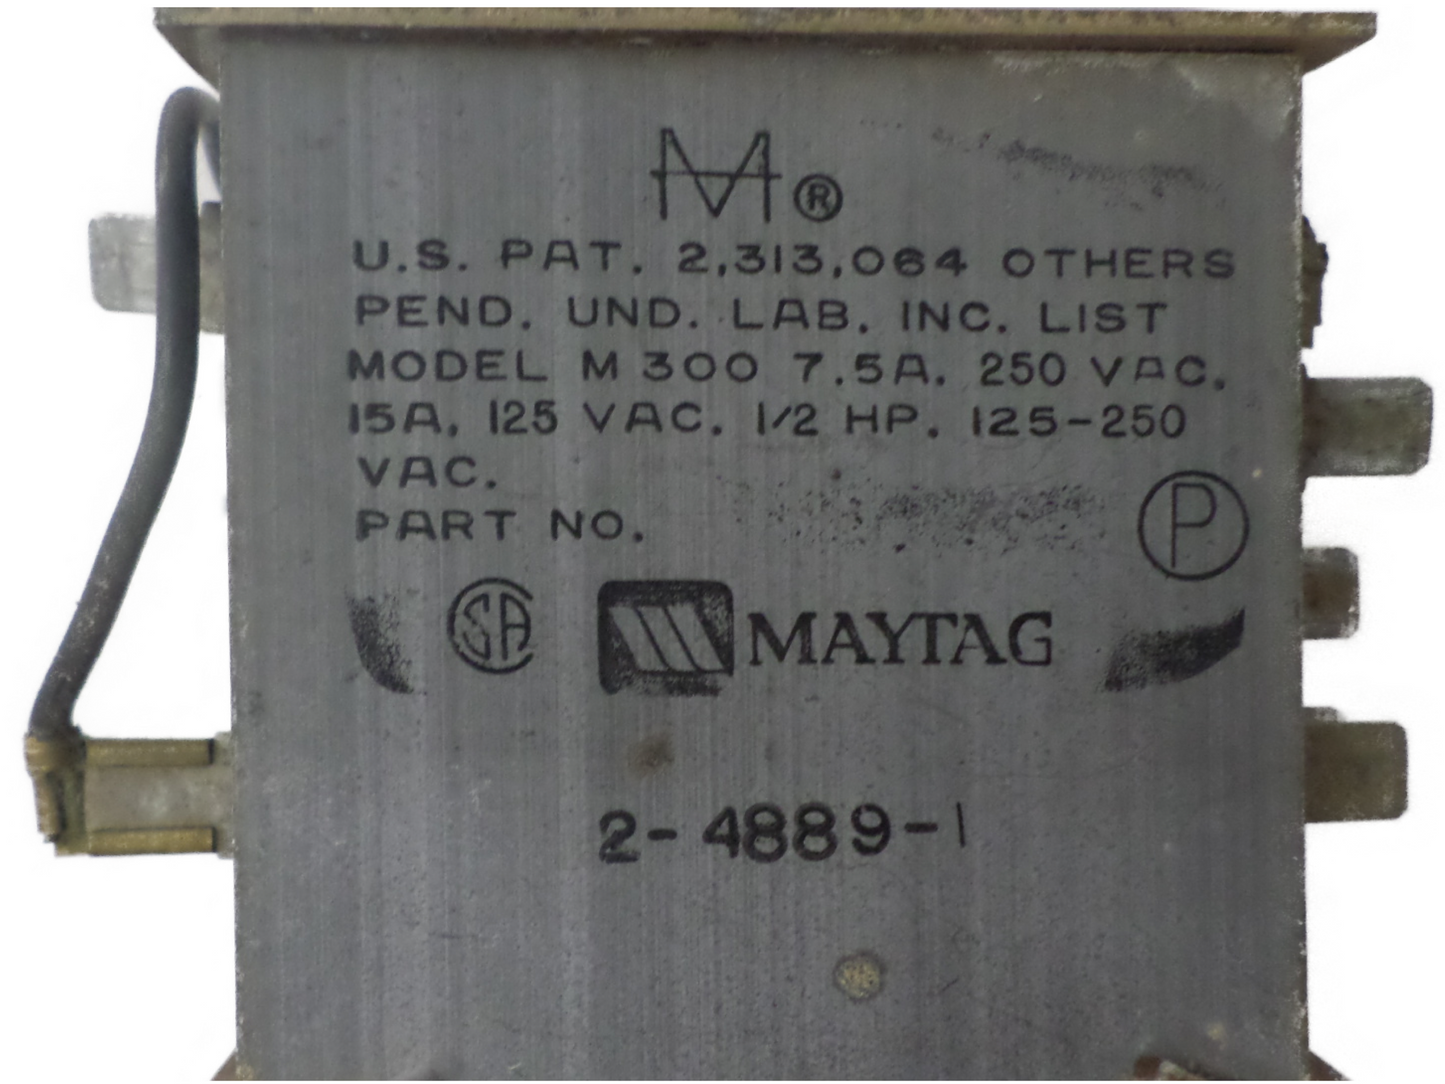 M®
U.S. PAT. 2,313,064 OTHERS
PEND. UND. LAB. INC. LIST
MODEL M 300 7.5A. 250 VAC.
15A. 125 VAC. 1/2 HP. 125-250
VAC.
PART NO.
P
SA MAYTAG
2-4889-1